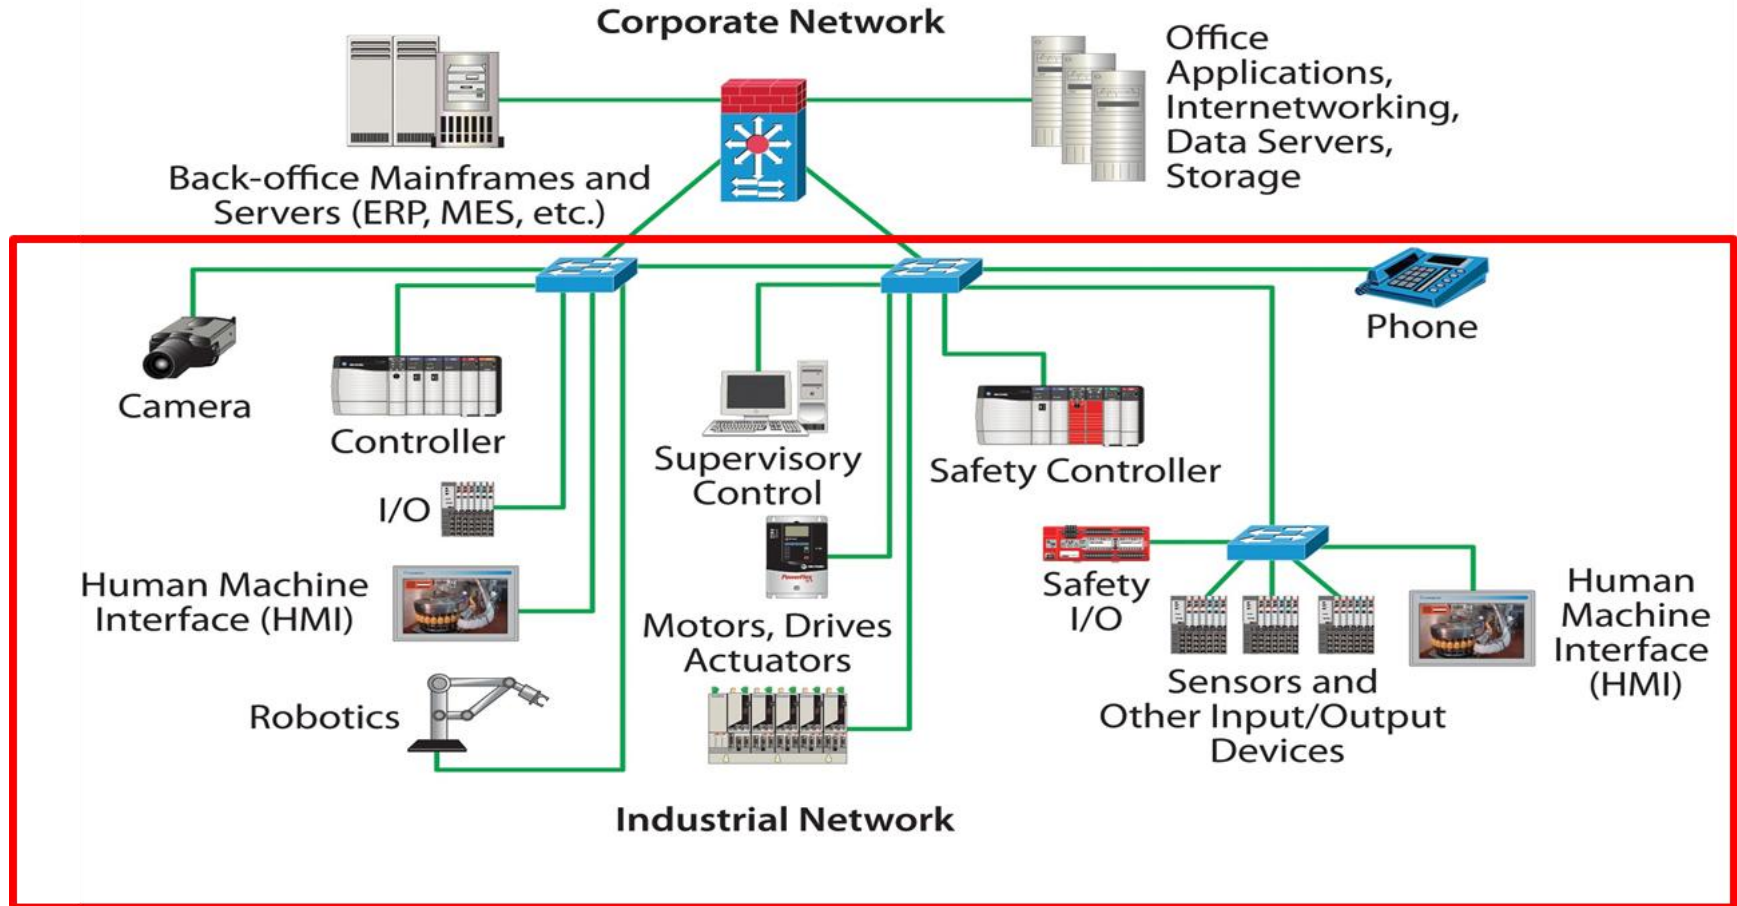 Corporate Network
Back-office Mainframes and
Servers (ERP, MES, etc.)
Office
Applications,
Internetworking,
Data Servers,
Storage
Camera
Controller
I/O
Human Machine
Interface (HMI)
Robotics
Supervisory
Control
PowerFlex
Motors, Drives
Actuators
Safety Controller
Phone
Safety
I/O
Sensors and
Other Input/Output
Devices
Human
Machine
Interface
(HMI)
Industrial Network